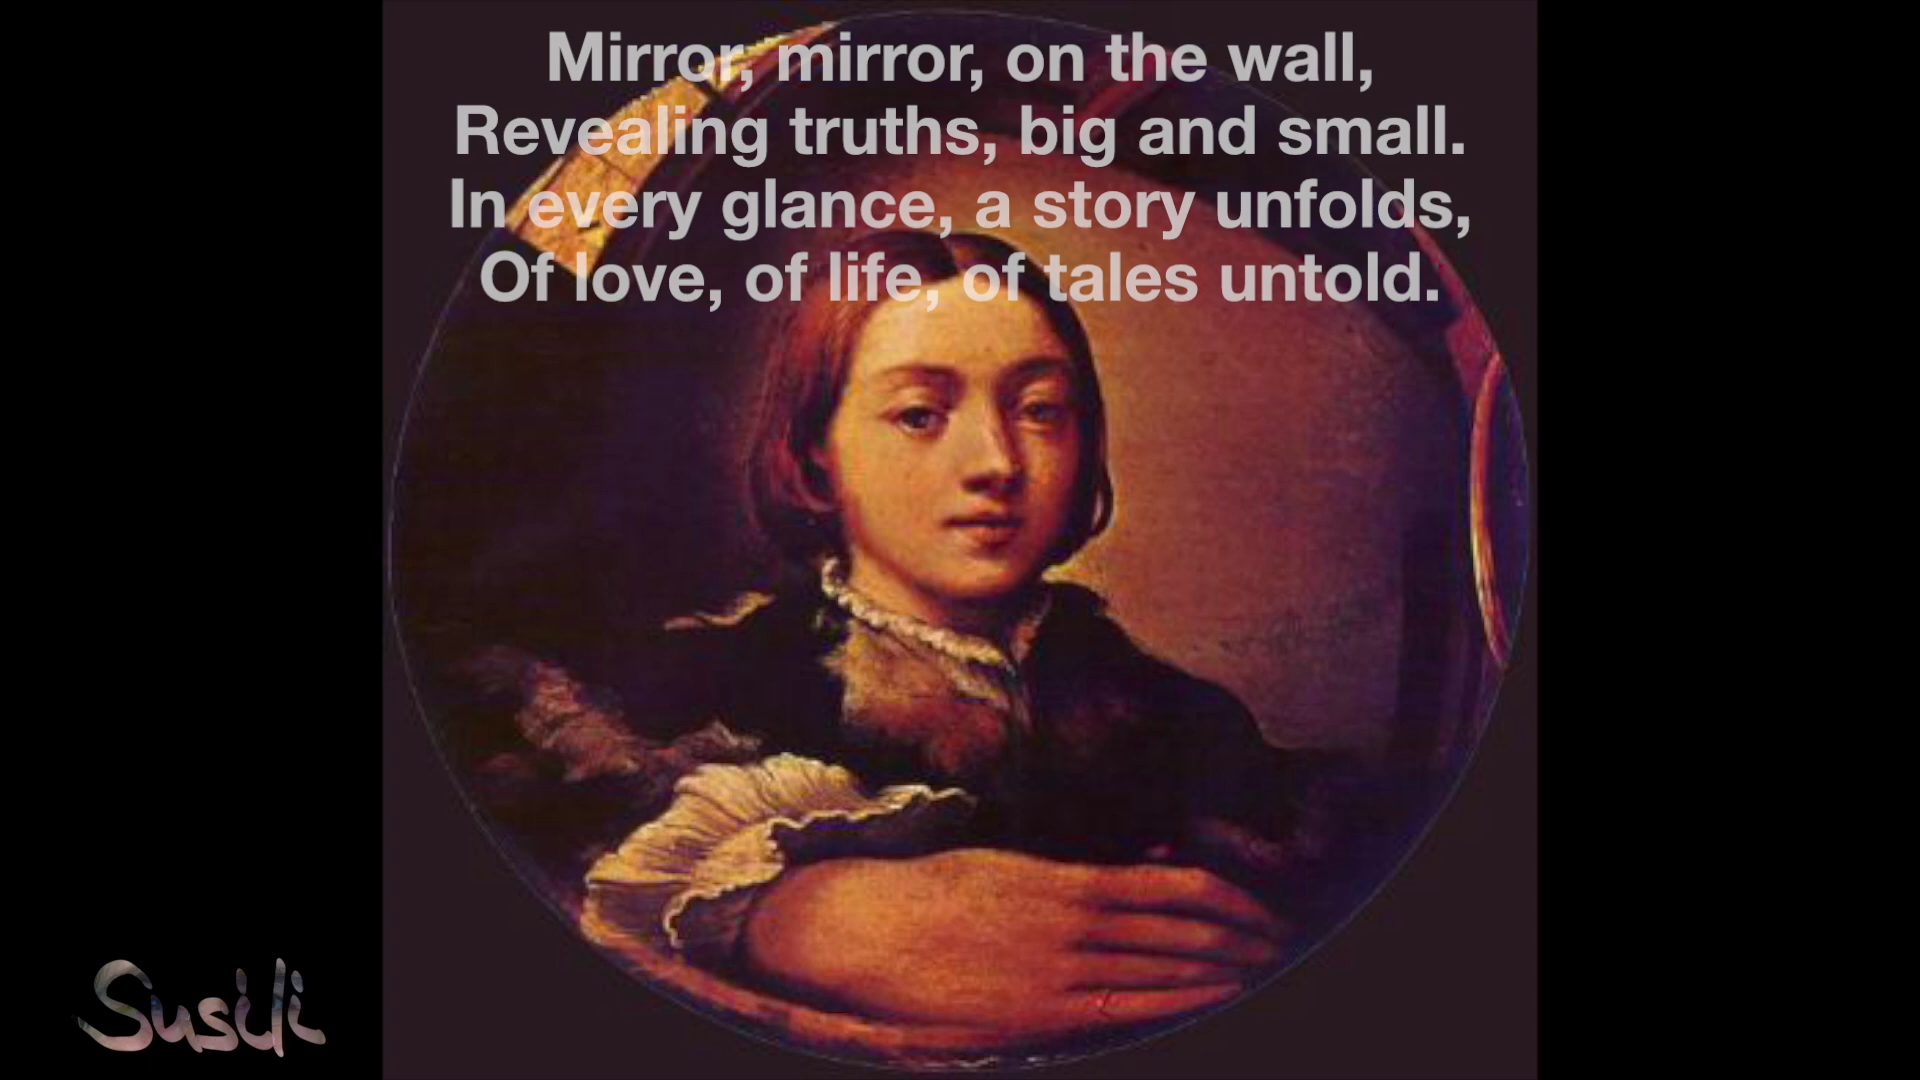 Mirror, mirror, on the wall,
Revealing truths, big and small.
In every glance, a story unfolds,
Of love, of life, of tales untold.
Susili